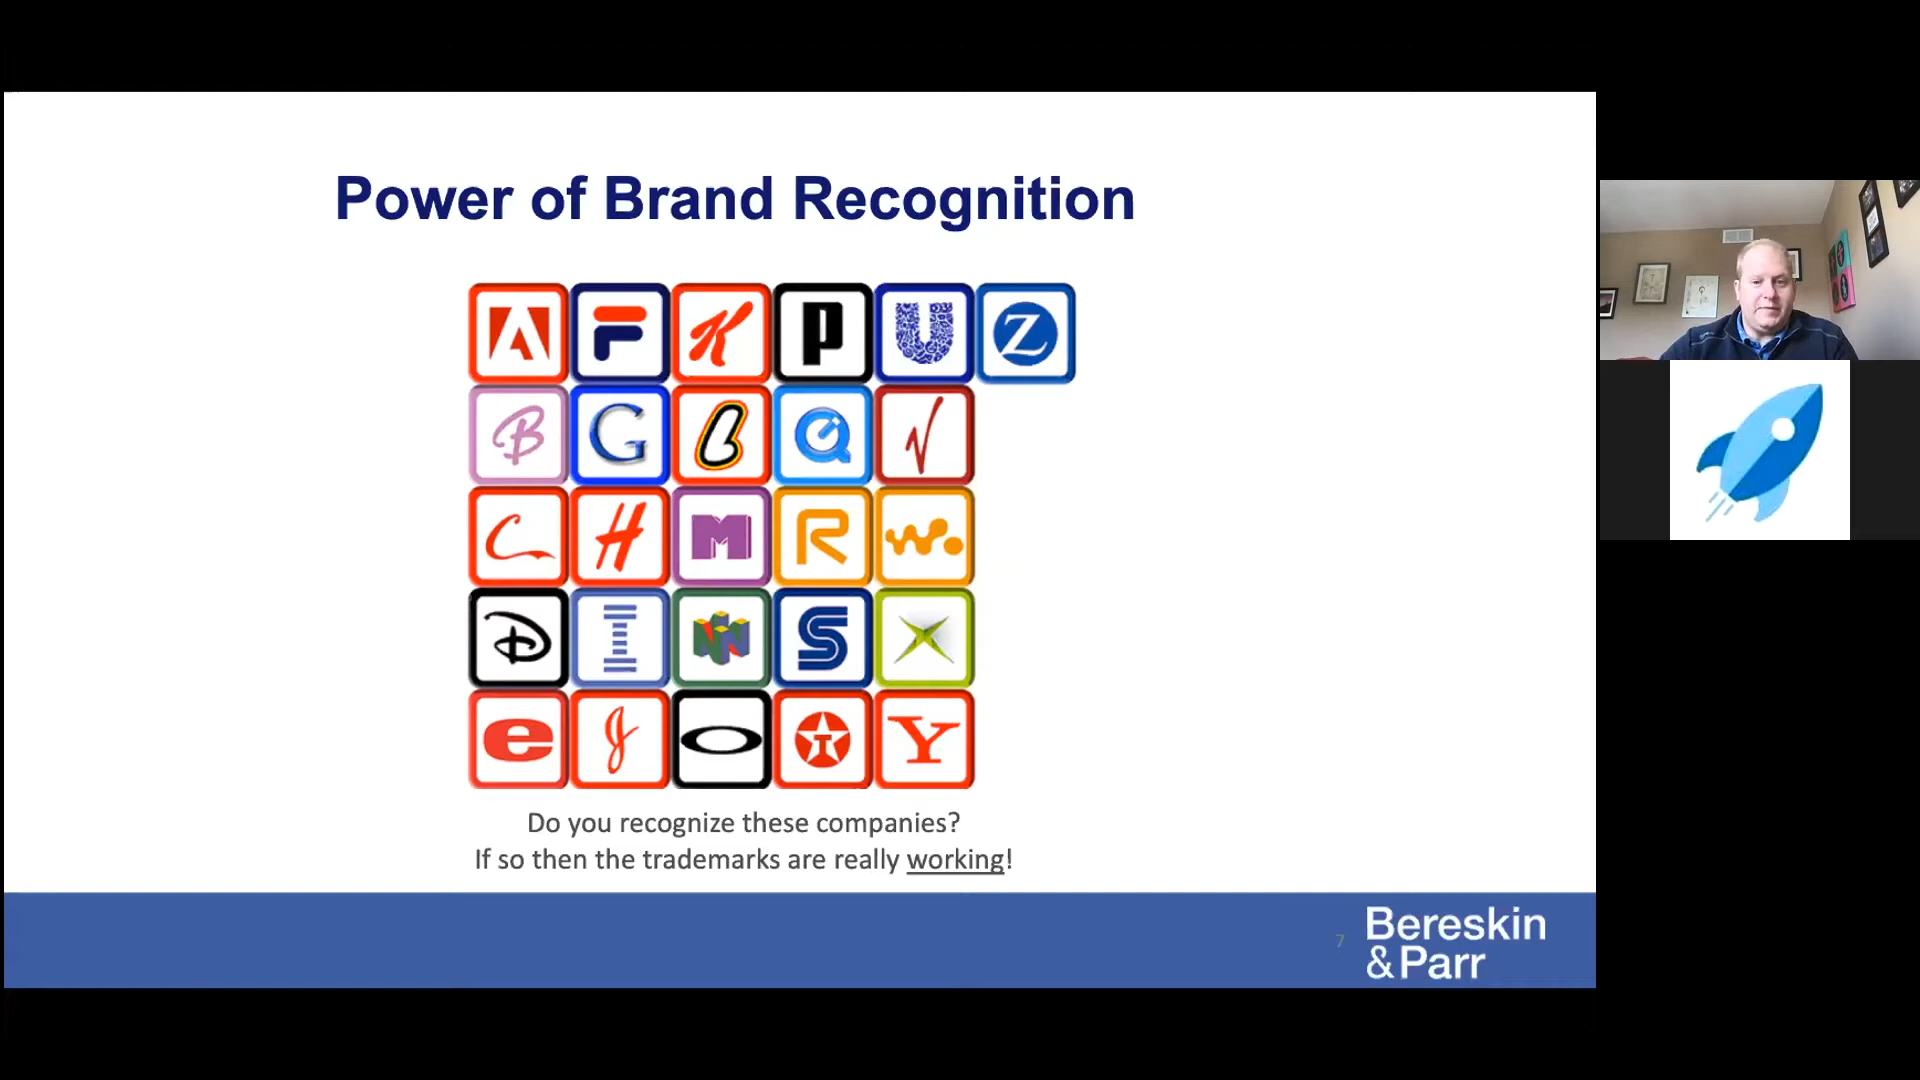 Power of Brand Recognition
A F K P U Z
B G L Q V
C H M R W
D I N S X
e J O T Y
Do you recognize these companies?
If so then the trademarks are really working!
7
Bereskin
& Parr